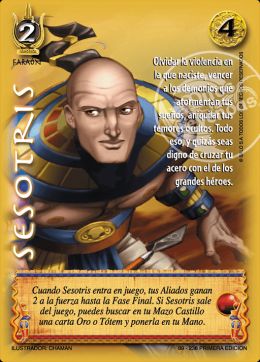 2
FARAÓN
4
SESOTRIS
Olvidar la violencia en
la que naciste, vencer
a los demonios que
atormentan tus
sueños, aniquilar tus
temores ocultos. Todo
eso, y quizás seas
digno de cruzar tu
acero con el de los
grandes héroes.
Cuando Sesotris entra en juego, tus Aliados ganan
2 a la fuerza hasta la Fase Final. Si Sesotris sale
del juego, puedes buscar en tu Mazo Castillo
una carta Oro o Tótem y ponerla en tu Mano.
ILUSTRADOR: CHAMAN
PRIMERA EDICION